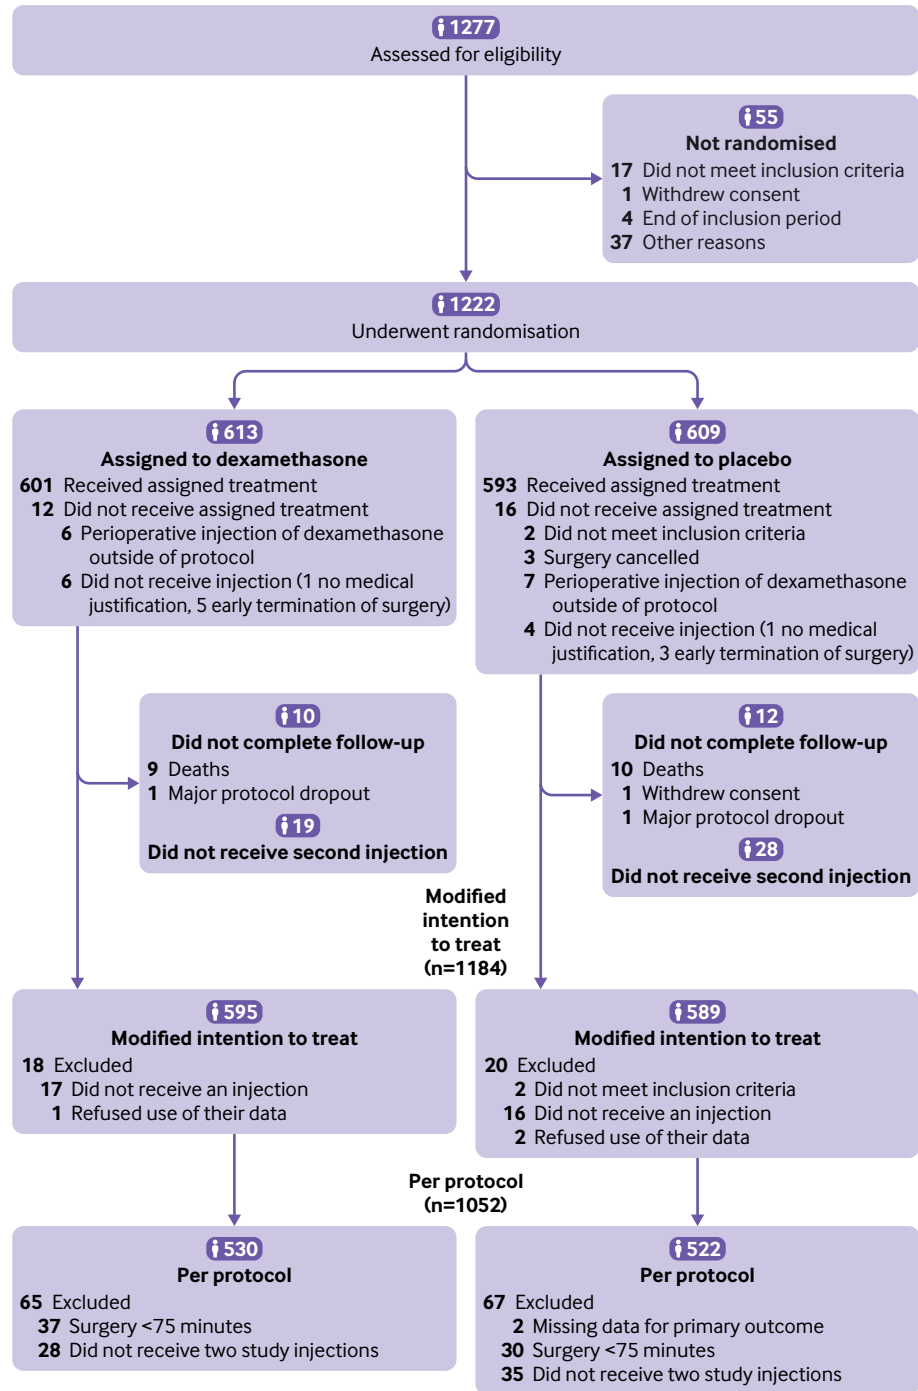 1277
Assessed for eligibility
55
Not randomised
17 Did not meet inclusion criteria
1 Withdrew consent
4 End of inclusion period
37 Other reasons
1222
Underwent randomisation
613
Assigned to dexamethasone
601 Received assigned treatment
12 Did not receive assigned treatment
6 Perioperative injection of dexamethasone
outside of protocol
6 Did not receive injection (1 no medical
justification, 5 early termination of surgery)
609
Assigned to placebo
593 Received assigned treatment
16 Did not receive assigned treatment
2 Did not meet inclusion criteria
3 Surgery cancelled
7 Perioperative injection of dexamethasone
outside of protocol
4 Did not receive injection (1 no medical
justification, 3 early termination of surgery)
10
Did not complete follow-up
9 Deaths
1 Major protocol dropout
19
Did not receive second injection
12
Did not complete follow-up
10 Deaths
1 Withdrew consent
1 Major protocol dropout
28
Did not receive second injection
Modified
intention
to treat
(n=1184)
595
Modified intention to treat
18 Excluded
17 Did not receive an injection
1 Refused use of their data
589
Modified intention to treat
20 Excluded
2 Did not meet inclusion criteria
16 Did not receive an injection
2 Refused use of their data
Per protocol
(n=1052)
530
Per protocol
65 Excluded
37 Surgery <75 minutes
28 Did not receive two study injections
522
Per protocol
67 Excluded
2 Missing data for primary outcome
30 Surgery <75 minutes
35 Did not receive two study injections